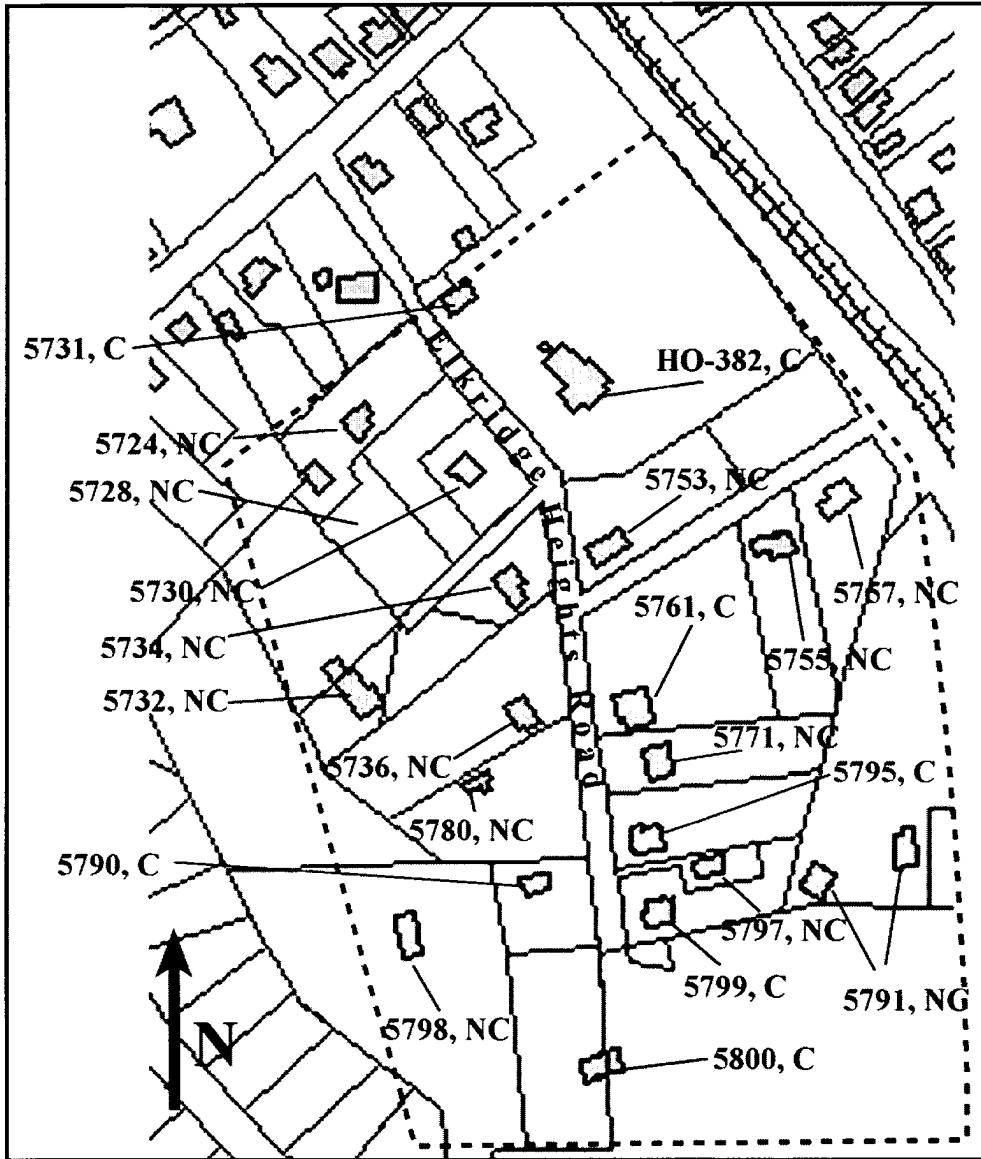 5731, C
HO-382, C
Elkridge Heights Road
5724, NC
5728, NC
5753, NC
5730, NC
5757, NC
5761, C
5734, NC
5755, NC
5732, NC
5771, NC
5736, NC
5795, C
5780, NC
5790, C
5797, NC
5799, C
5791, NC
5798, NC
N
5800, C